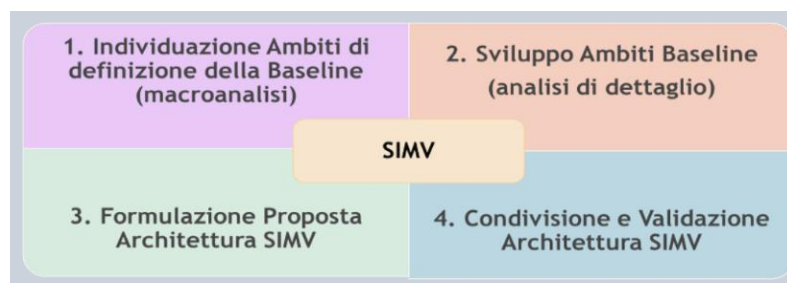 1. Individuazione Ambiti di
definizione della Baseline
(macroanalisi)
2. Sviluppo Ambiti Baseline
(analisi di dettaglio)
SIMV
3. Formulazione Proposta
Architettura SIMV
4. Condivisione e Validazione
Architettura SIMV